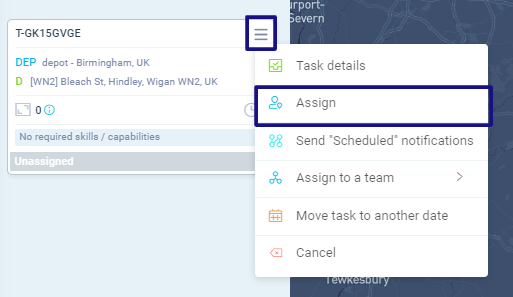 urport-
Severn
T-GK15GVGE
DEP depot - Birmingham, UK
D [WN2] Bleach St, Hindley, Wigan WN2, UK
0
No required skills / capabilities
Unassigned
Task details
Assign
Send "Scheduled" notifications
Assign to a team
Move task to another date
Cancel
Tewkesbury